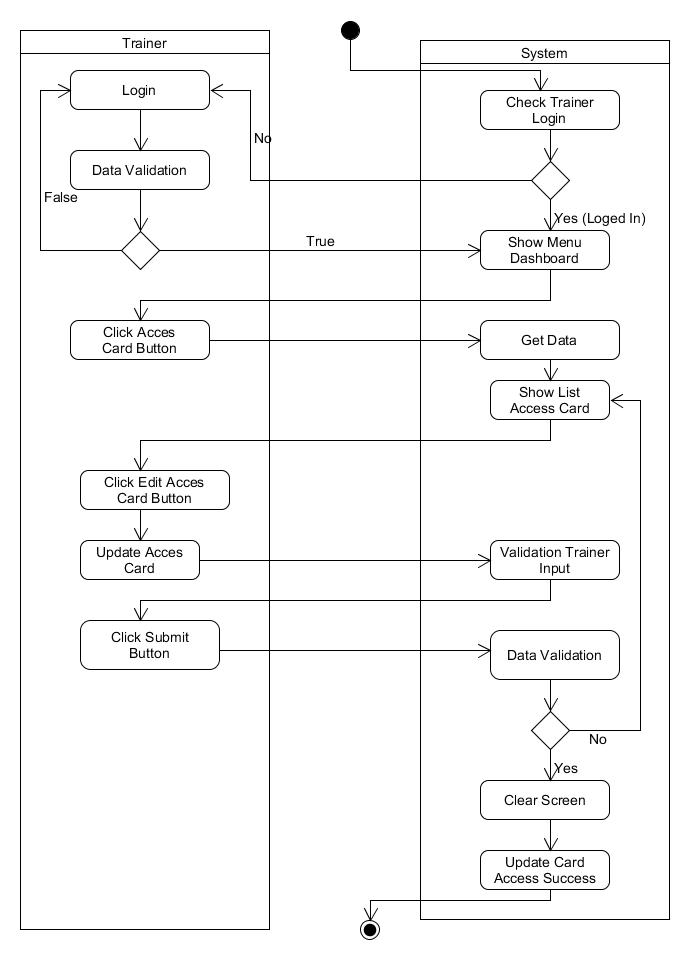 Trainer
System
Login
Check Trainer
Login
No
Data Validation
False
Yes (Loged In)
True
Show Menu
Dashboard
Click Acces
Card Button
Get Data
Show List
Access Card
Click Edit Acces
Card Button
Update Acces
Card
Validation Trainer
Input
Click Submit
Button
Data Validation
No
Yes
Clear Screen
Update Card
Access Success